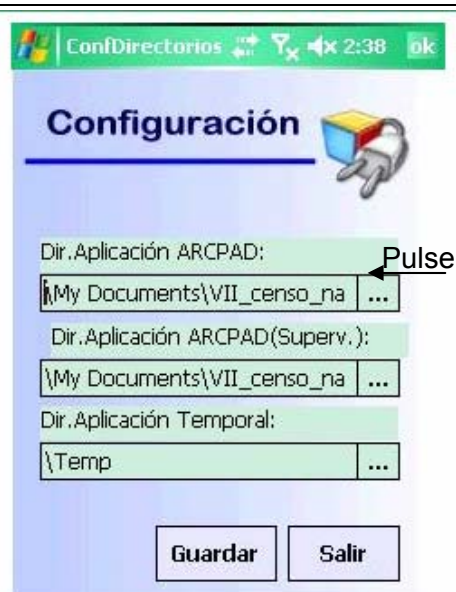 ConfDirectorios 2:38 ok
Configuración
Dir.Aplicación ARCPAD:
Pulse
\My Documents\VII_censo_na ...
Dir.Aplicación ARCPAD(Superv.):
\My Documents\VII_censo_na ...
Dir.Aplicación Temporal:
\Temp ...
Guardar Salir